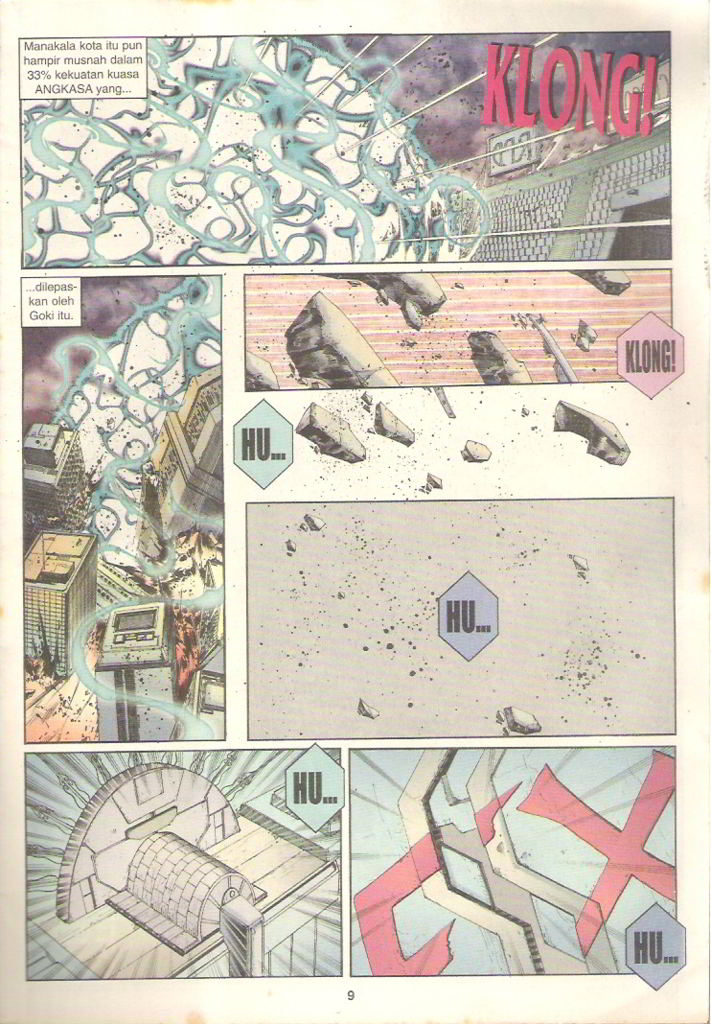 Manakala kota itu pun
hampir musnah dalam
33% kekuatan kuasa
ANGKASA yang...
KLONG!
...dilepas-
kan oleh
Goki itu.
KLONG!
HU...
HU...
HU...
HU...
9